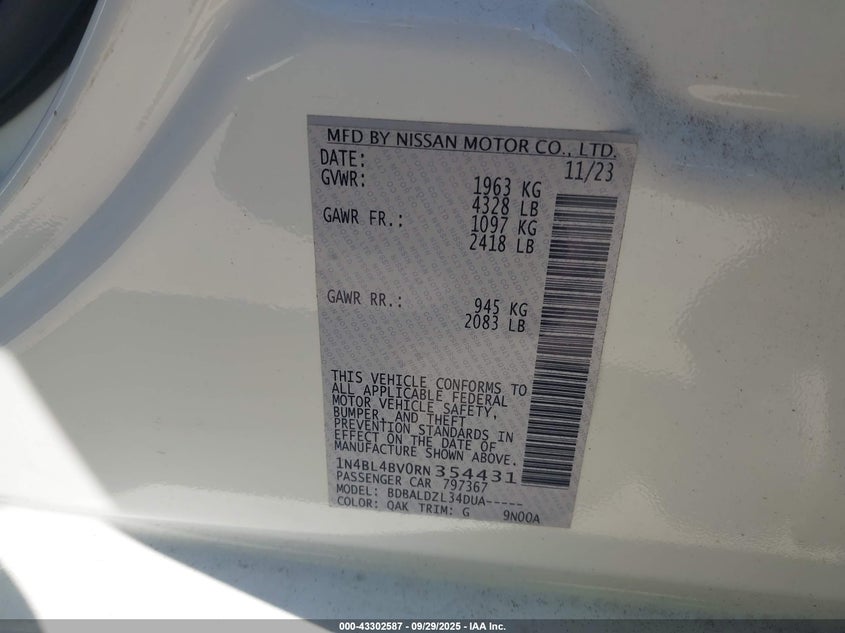 MFD BY NISSAN MOTOR CO., LTD.
DATE: 11/23
GVWR: 1963 KG
4328 LB
GAWR FR.: 1097 KG
2418 LB
GAWR RR.: 945 KG
2083 LB
THIS VEHICLE CONFORMS TO
ALL APPLICABLE FEDERAL
MOTOR VEHICLE SAFETY,
BUMPER, AND THEFT
PREVENTION STANDARDS IN
EFFECT ON THE DATE OF
MANUFACTURE SHOWN ABOVE.
1N4BL4BV0RN354431
PASSENGER CAR 797367
MODEL: BDBALDZL34DUA-----
COLOR: QAK TRIM: G 9N00A
000-43302587 - 09/29/2025 - IAA Inc.